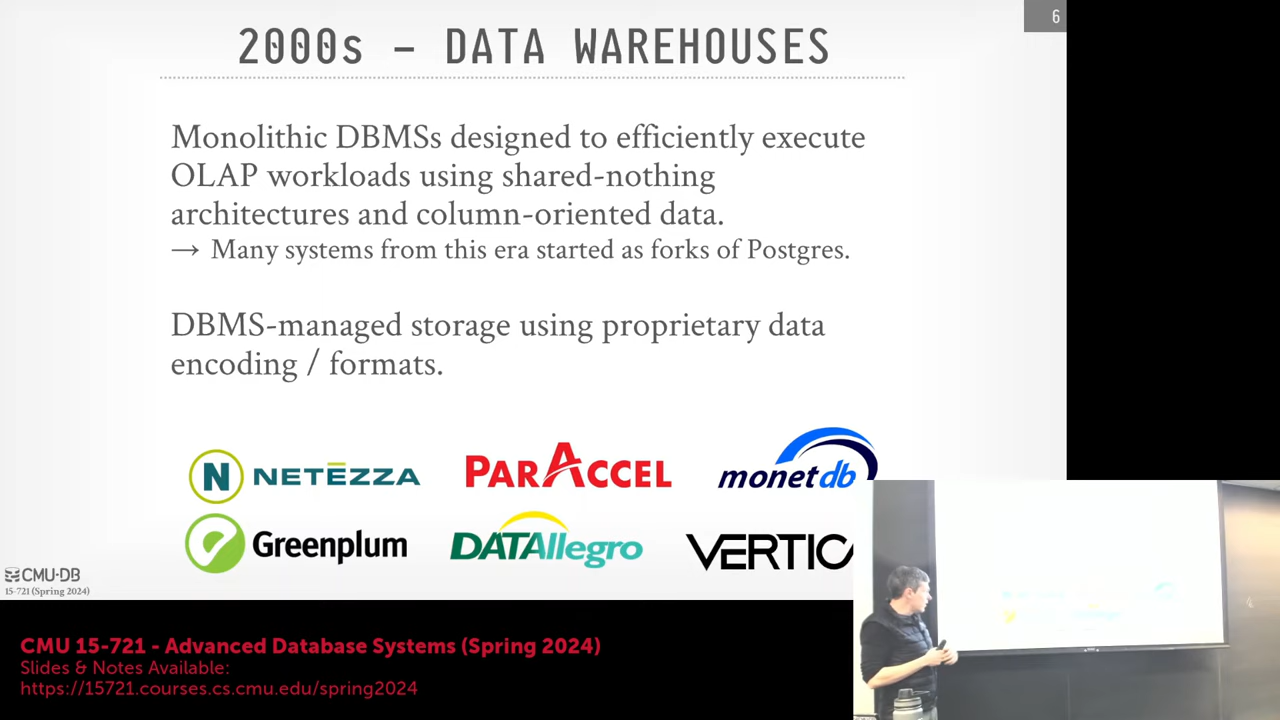 6
2000s – DATA WAREHOUSES
Monolithic DBMSs designed to efficiently execute
OLAP workloads using shared-nothing
architectures and column-oriented data.
→ Many systems from this era started as forks of Postgres.
DBMS-managed storage using proprietary data
encoding / formats.
N NETEZZA
PARACCEL
monetdb
Greenplum
DATAllegro
VERTIC
CMU·DB
15-721 (Spring 2024)
CMU 15-721 - Advanced Database Systems (Spring 2024)
Slides & Notes Available:
https://15721.courses.cs.cmu.edu/spring2024